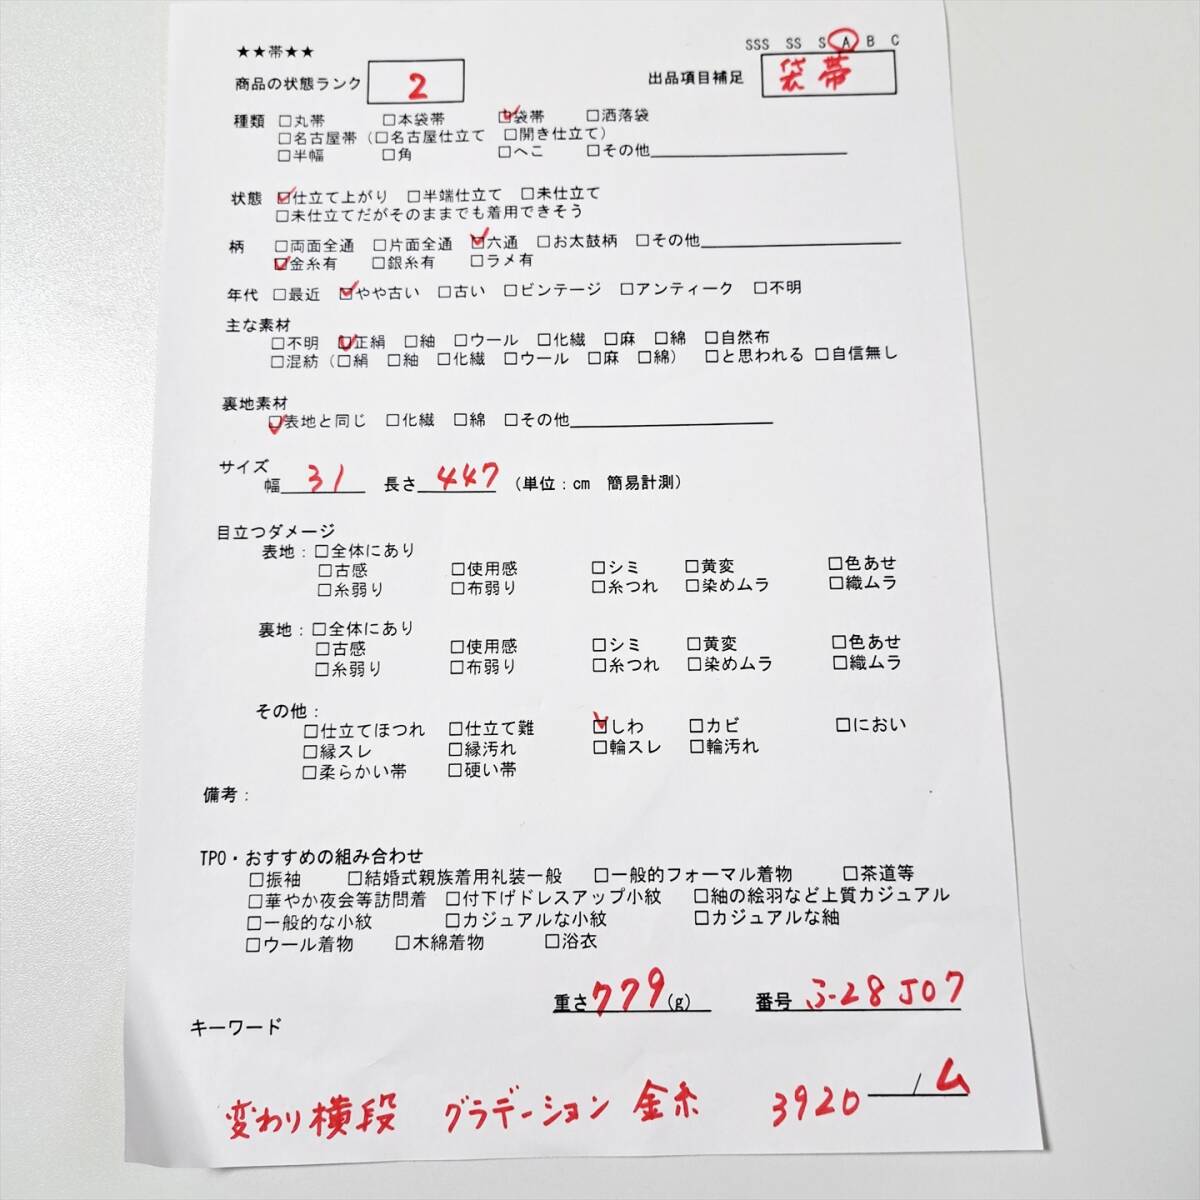 SSS SS S A B C
★★帯★★
商品の状態ランク 2 出品項目補足 袋帯
種類 □丸帯 □本袋帯 ☑袋帯 □洒落袋
□名古屋帯（□名古屋仕立て □開き仕立て）
□半幅 □角 □へこ □その他
状態 ☑仕立て上がり □半端仕立て □未仕立て
□未仕立てだがそのままでも着用できそう
柄 □両面全通 □片面全通 ☑六通 □お太鼓柄 □その他
☑金糸有 □銀糸有 □ラメ有
年代 □最近 ☑やや古い □古い □ビンテージ □アンティーク □不明
主な素材
□不明 ☑正絹 □紬 □ウール □化繊 □麻 □綿 □自然布
□混紡（□絹 □紬 □化繊 □ウール □麻 □綿） □と思われる □自信無し
裏地素材
☑表地と同じ □化繊 □綿 □その他
サイズ
幅 31 長さ 447 （単位：cm 簡易計測）
目立つダメージ
表地：□全体にあり
□古感 □使用感 □シミ □黄変 □色あせ
□糸弱り □布弱り □糸つれ □染めムラ □織ムラ
裏地：□全体にあり
□古感 □使用感 □シミ □黄変 □色あせ
□糸弱り □布弱り □糸つれ □染めムラ □織ムラ
その他：
□仕立てほつれ □仕立て難 ☑しわ □カビ □におい
□縁スレ □縁汚れ □輪スレ □輪汚れ
□柔らかい帯 □硬い帯
備考：
TPO・おすすめの組み合わせ
□振袖 □結婚式親族着用礼装一般 □一般的フォーマル着物 □茶道等
□華やか夜会等訪問着 □付下げドレスアップ小紋 □紬の絵羽など上質カジュアル
□一般的な小紋 □カジュアルな小紋 □カジュアルな紬
□ウール着物 □木綿着物 □浴衣
重さ 779 (g) 番号 ふ-28J07
キーワード
変わり横段 グラデーション 金糸 3920 / ム